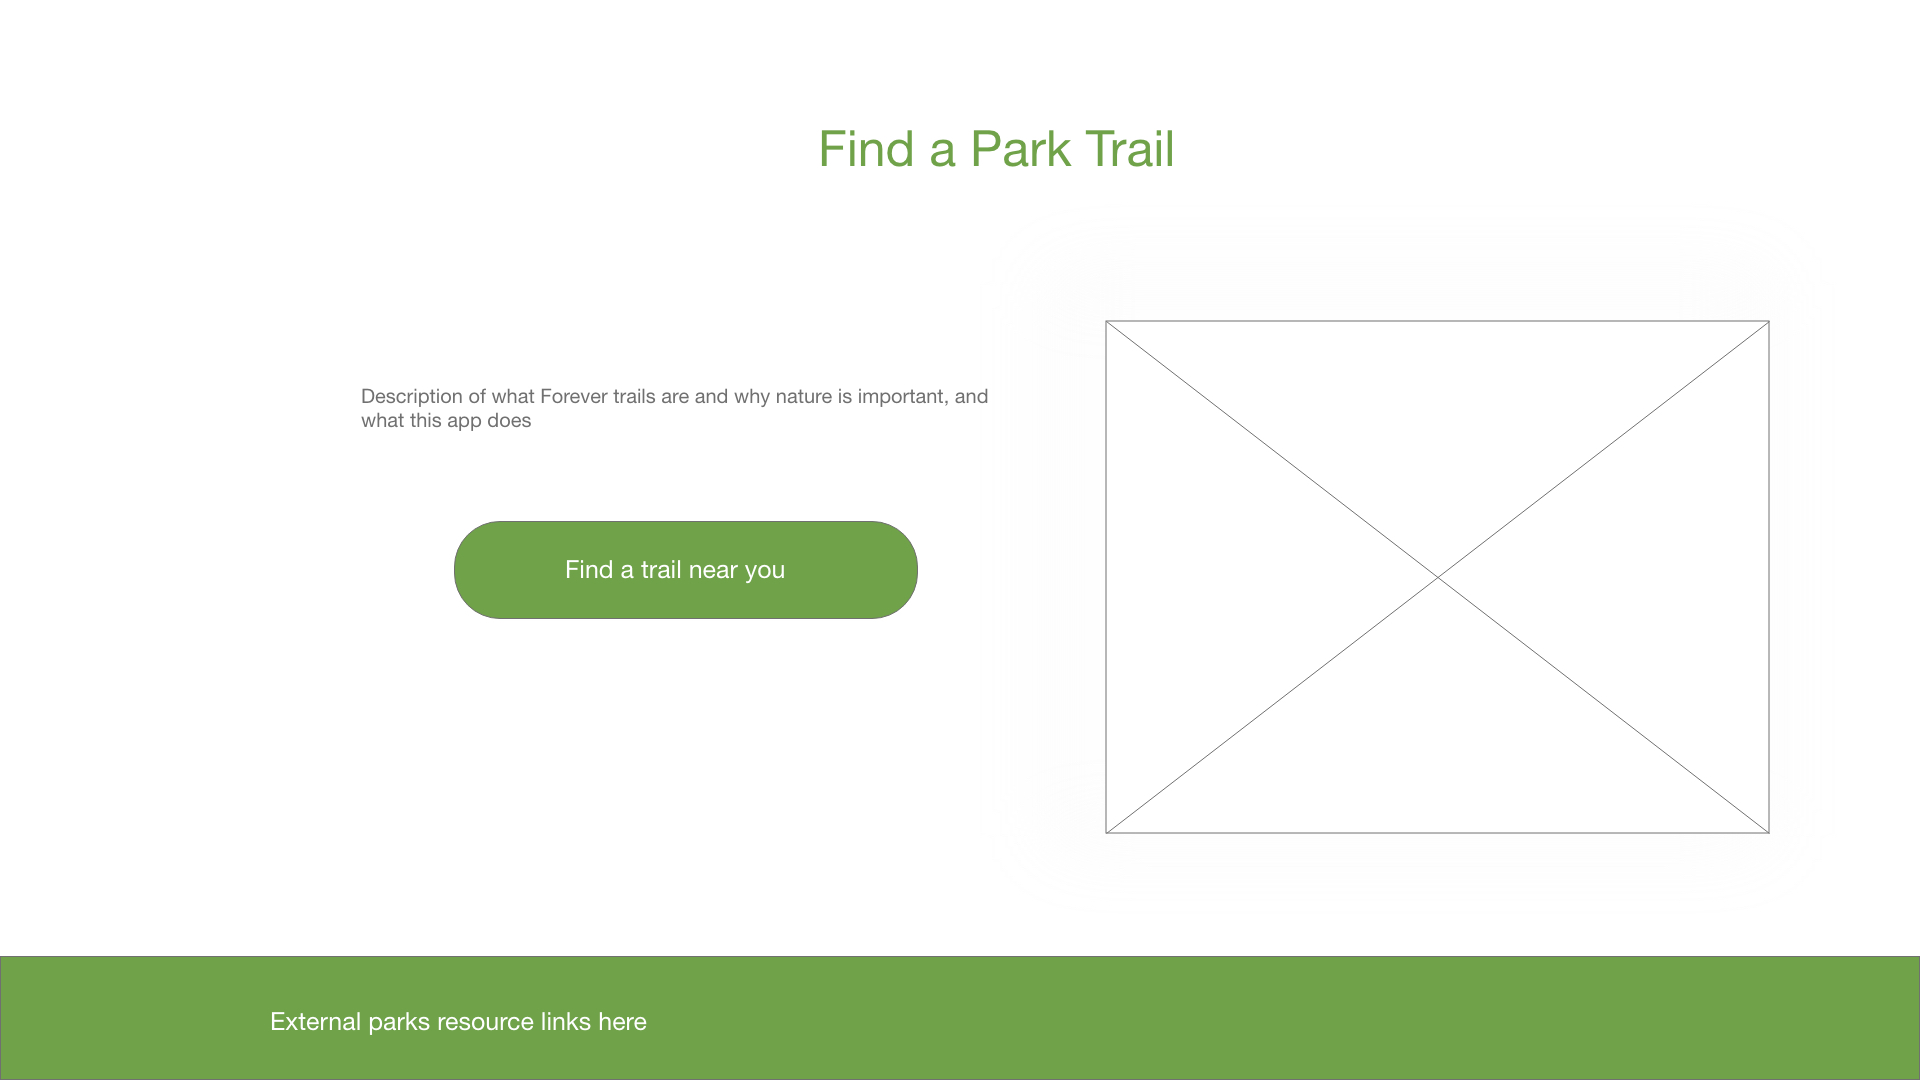 Find a Park Trail
Description of what Forever trails are and why nature is important, and
what this app does
Find a trail near you
External parks resource links here